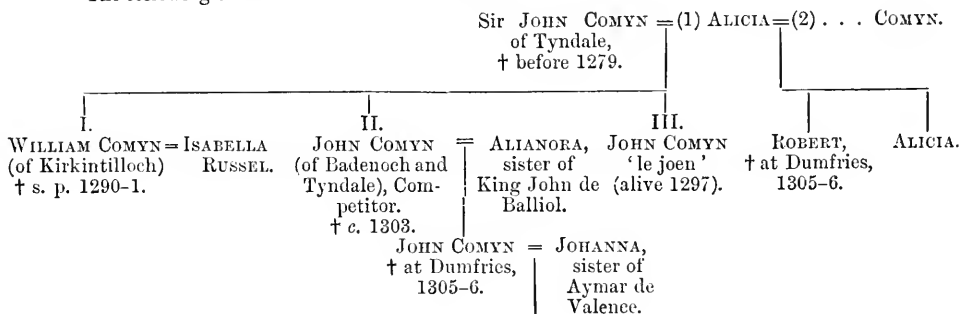 Sir JOHN COMYN = (1) ALICIA = (2) . . . COMYN.
of Tyndale,
† before 1279.
I. II. III.
WILLIAM COMYN = ISABELLA JOHN COMYN = ALIANORA, JOHN COMYN ROBERT, ALICIA.
(of Kirkintilloch) RUSSEL. (of Badenoch and sister of 'le joen' † at Dumfries,
† s. p. 1290-1. Tyndale), Com- King John de (alive 1297). 1305-6.
petitor. Balliol.
† c. 1303.
JOHN COMYN = JOHANNA,
† at Dumfries, sister of
1305-6. Aymar de
Valence.